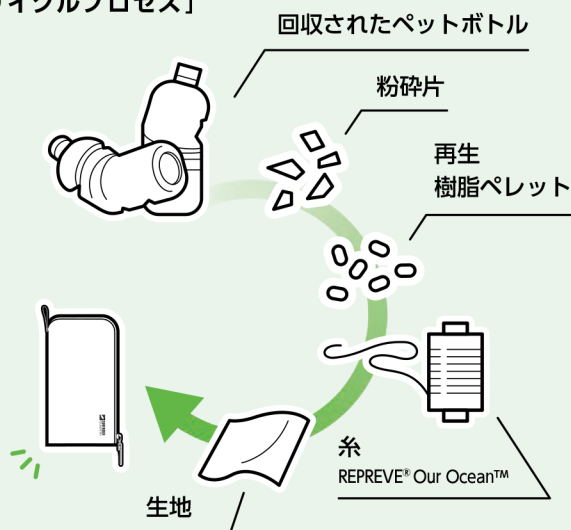 イクルプロセス］
回収されたペットボトル
粉砕片
再生
樹脂ペレット
糸
REPREVE® Our Ocean™
生地